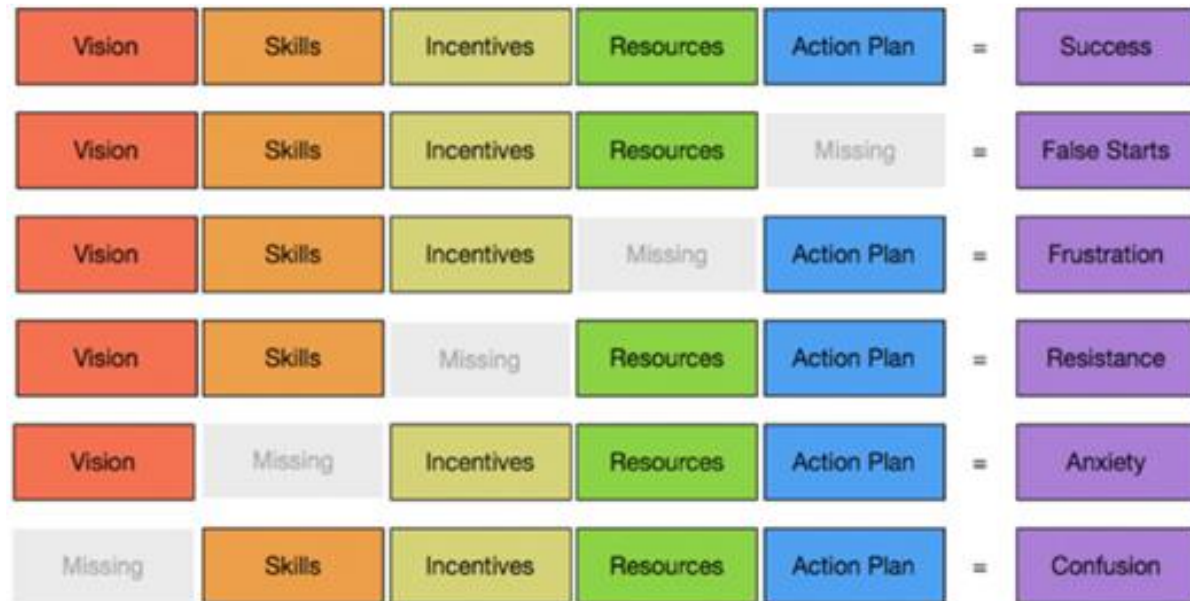 Vision Skills Incentives Resources Action Plan = Success
Vision Skills Incentives Resources Missing = False Starts
Vision Skills Incentives Missing Action Plan = Frustration
Vision Skills Missing Resources Action Plan = Resistance
Vision Missing Incentives Resources Action Plan = Anxiety
Missing Skills Incentives Resources Action Plan = Confusion